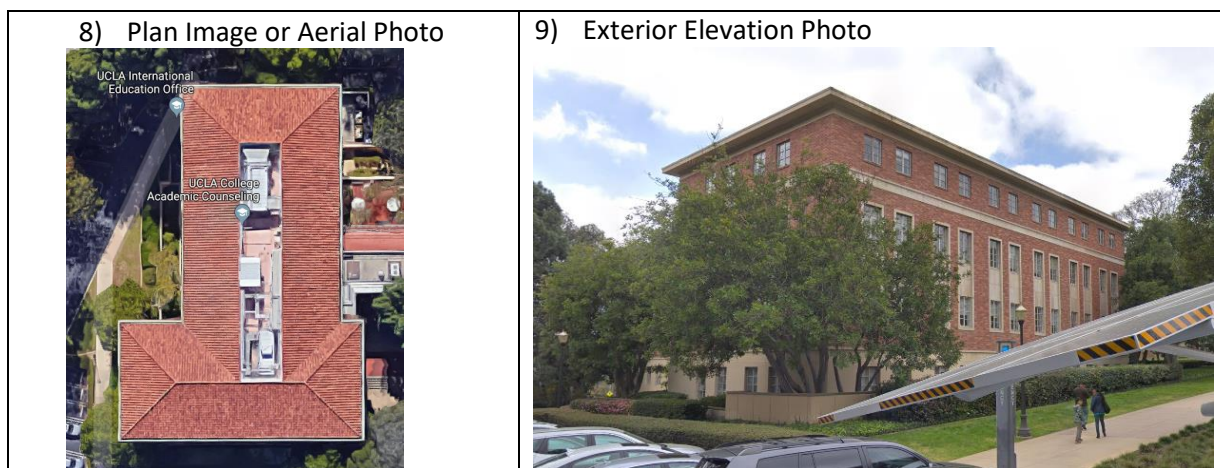 8) Plan Image or Aerial Photo
UCLA International
Education Office
UCLA College
Academic Counseling
9) Exterior Elevation Photo